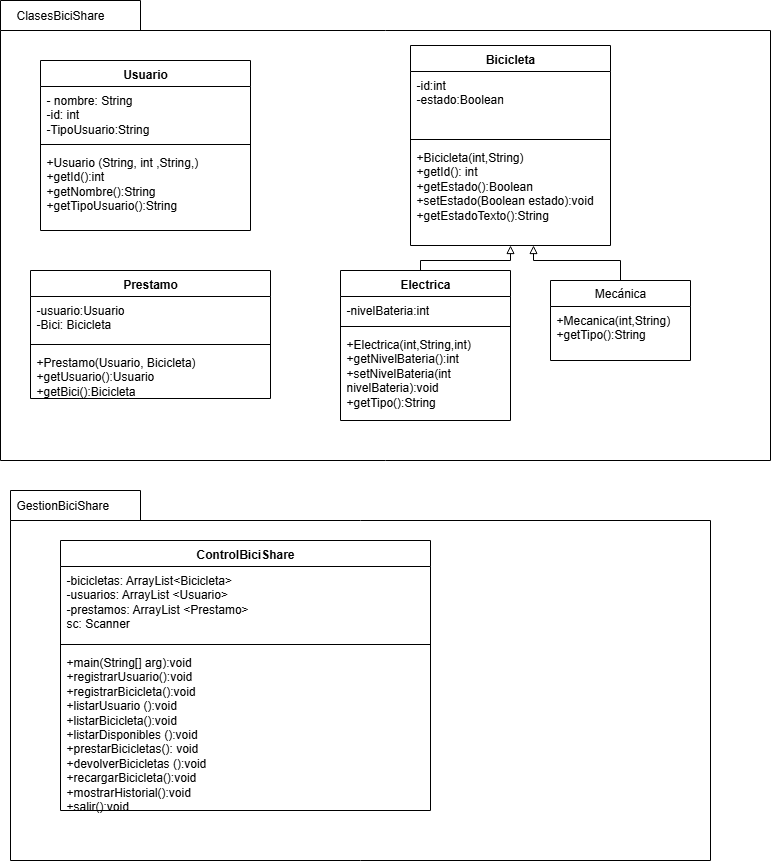 ClasesBiciShare
Usuario
- nombre: String
-id: int
-TipoUsuario:String
+Usuario (String, int ,String,)
+getId():int
+getNombre():String
+getTipoUsuario():String
Bicicleta
-id:int
-estado:Boolean
+Bicicleta(int,String)
+getId(): int
+getEstado():Boolean
+setEstado(Boolean estado):void
+getEstadoTexto():String
Prestamo
-usuario:Usuario
-Bici: Bicicleta
+Prestamo(Usuario, Bicicleta)
+getUsuario():Usuario
+getBici():Bicicleta
Electrica
-nivelBateria:int
+Electrica(int,String,int)
+getNivelBateria():int
+setNivelBateria(int
nivelBateria):void
+getTipo():String
Mecánica
+Mecanica(int,String)
+getTipo():String
GestionBiciShare
ControlBiciShare
-bicicletas: ArrayList<Bicicleta>
-usuarios: ArrayList <Usuario>
-prestamos: ArrayList <Prestamo>
sc: Scanner
+main(String[] arg):void
+registrarUsuario():void
+registrarBicicleta():void
+listarUsuario ():void
+listarBicicleta():void
+listarDisponibles ():void
+prestarBicicletas(): void
+devolverBicicletas ():void
+recargarBicicleta():void
+mostrarHistorial():void
+salir():void